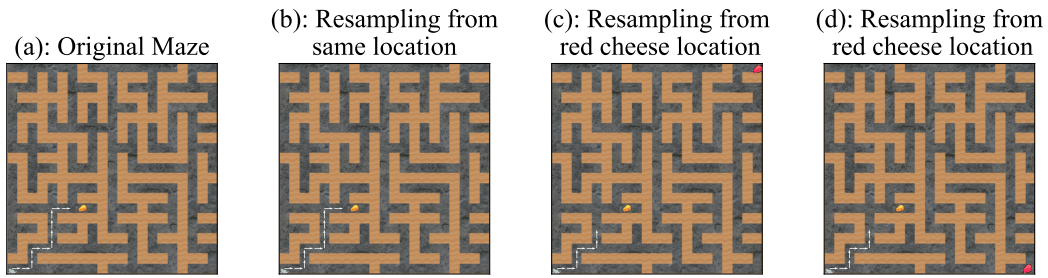 (a): Original Maze
(b): Resampling from
same location
(c): Resampling from
red cheese location
(d): Resampling from
red cheese location